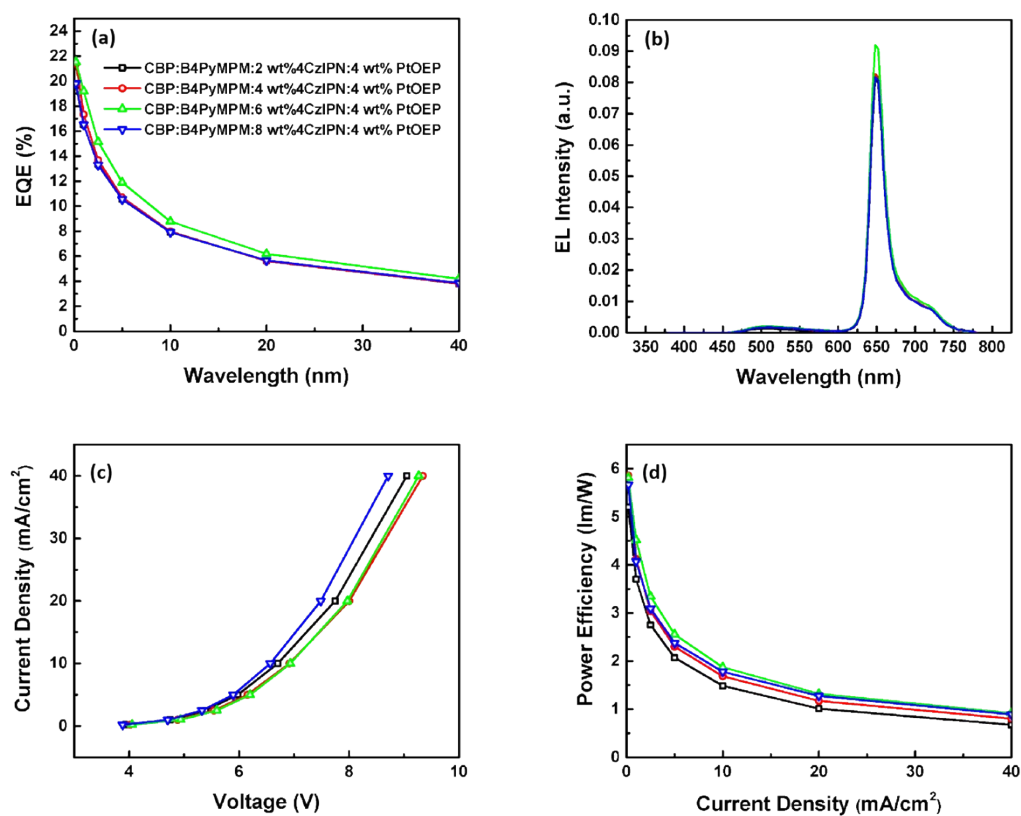 (a)
CBP:B4PyMPM:2 wt%4CzIPN:4 wt% PtOEP
CBP:B4PyMPM:4 wt%4CzIPN:4 wt% PtOEP
CBP:B4PyMPM:6 wt%4CzIPN:4 wt% PtOEP
CBP:B4PyMPM:8 wt%4CzIPN:4 wt% PtOEP
EQE (%)
24
22
20
18
16
14
12
10
8
6
4
2
0
0 10 20 30 40
Wavelength (nm)
(b)
EL Intensity (a.u.)
0.10
0.09
0.08
0.07
0.06
0.05
0.04
0.03
0.02
0.01
0.00
350 400 450 500 550 600 650 700 750 800
Wavelength (nm)
(c)
Current Density (mA/cm²)
40
30
20
10
0
4 6 8 10
Voltage (V)
(d)
Power Efficiency (lm/W)
6
5
4
3
2
1
0
0 10 20 30 40
Current Density (mA/cm²)